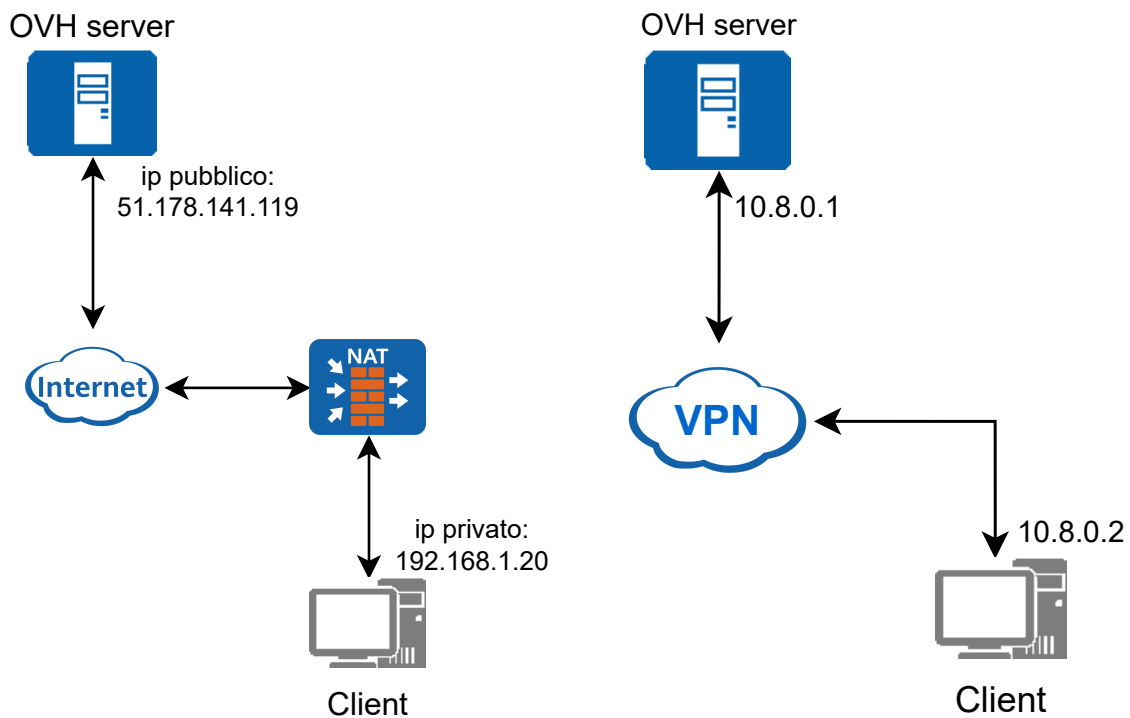 OVH server
ip pubblico:
51.178.141.119
Internet
NAT
ip privato:
192.168.1.20
Client
OVH server
10.8.0.1
VPN
10.8.0.2
Client